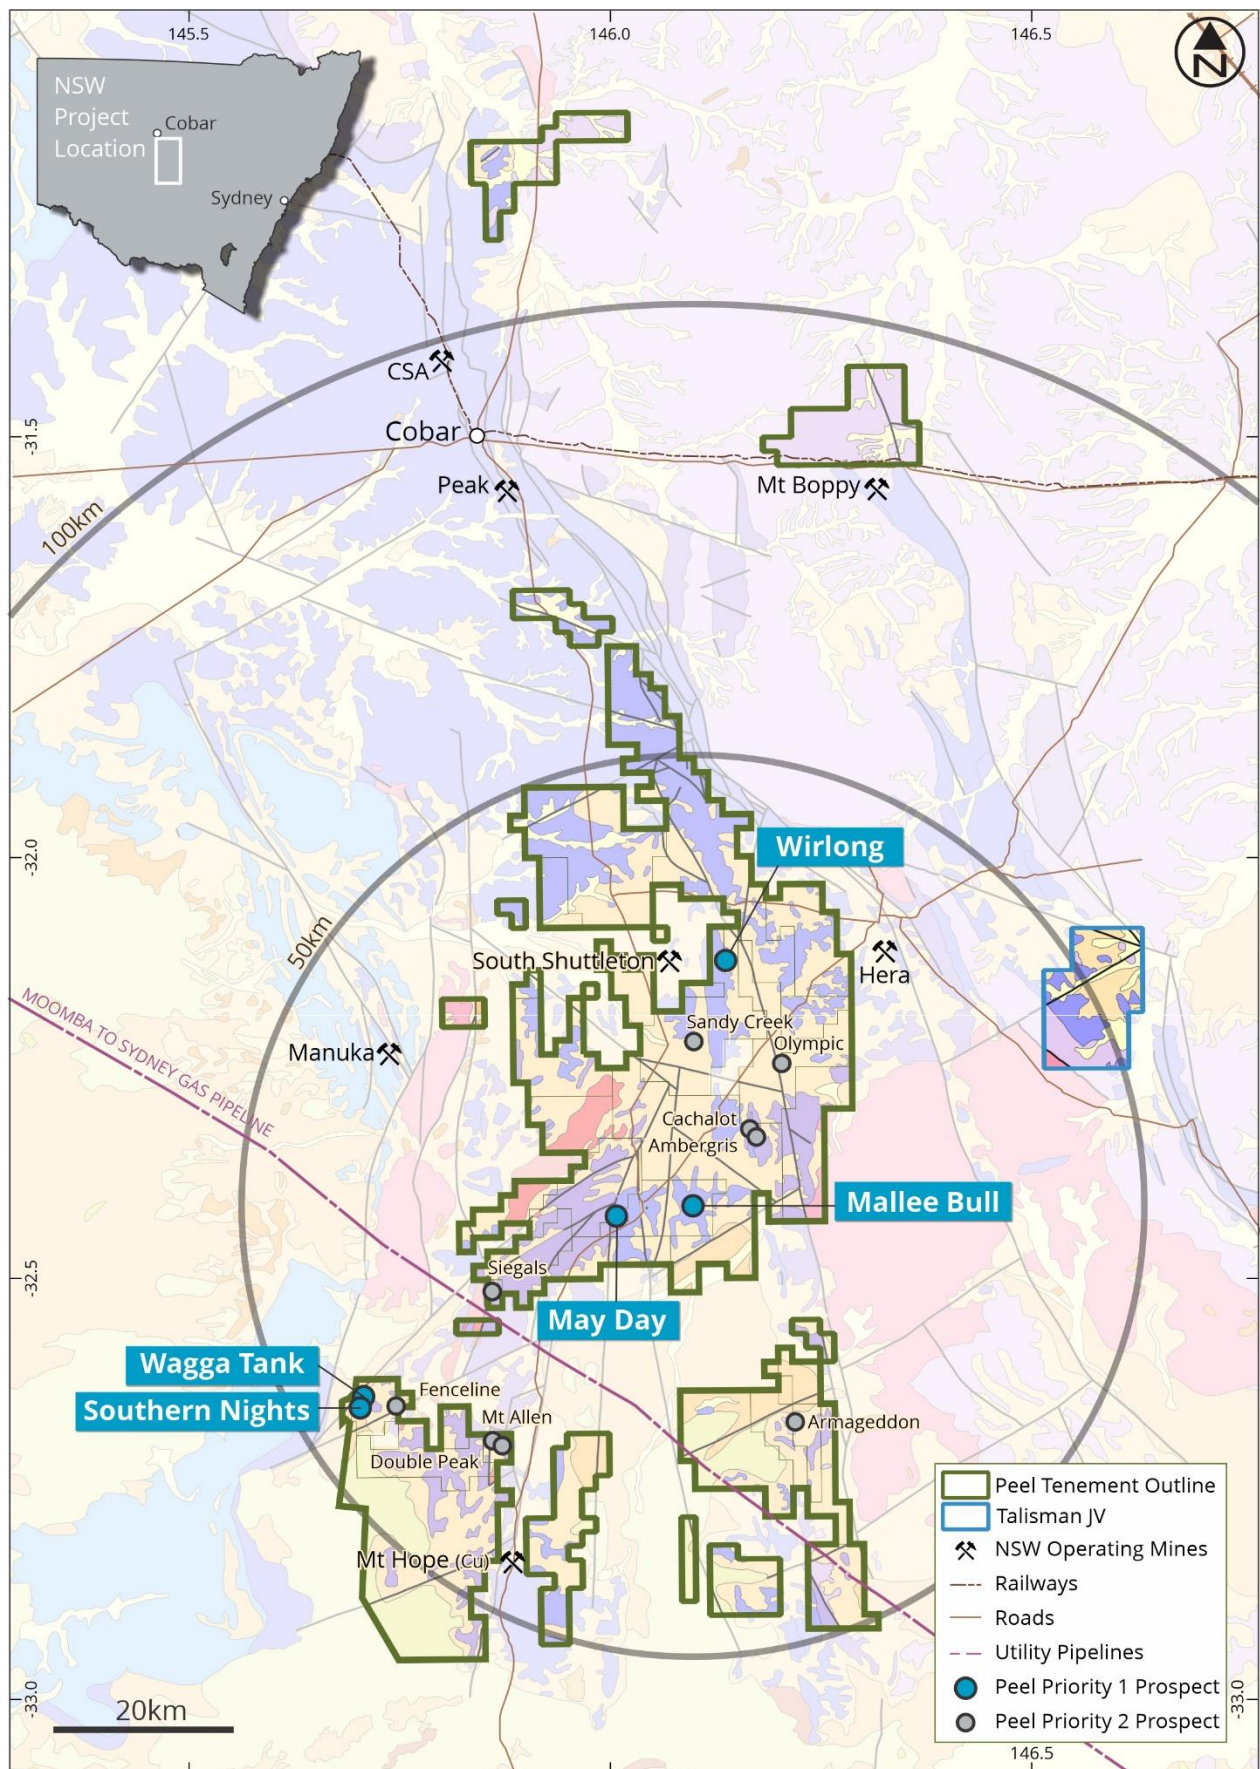 145.5
146.0
146.5
N
NSW
Project
Location
Cobar
Sydney
CSA
Cobar
-31.5
Peak
Mt Boppy
100km
Wirlong
-32.0
50km
South Shuttleton
Hera
MOOMBA TO SYDNEY GAS PIPELINE
Manuka
Sandy Creek
Olympic
Cachalot
Ambergris
Mallee Bull
Siegals
-32.5
May Day
Wagga Tank
Southern Nights
Fenceline
Mt Allen
Double Peak
Armageddon
Mt Hope (Cu)
Peel Tenement Outline
Talisman JV
NSW Operating Mines
Railways
Roads
Utility Pipelines
Peel Priority 1 Prospect
Peel Priority 2 Prospect
-33.0
-33.0
20km
146.5